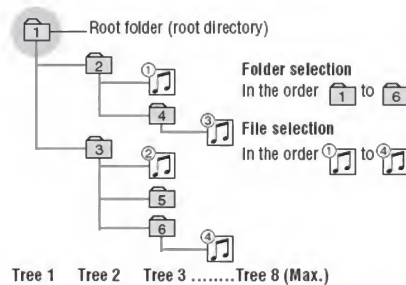 1 Root folder (root directory)
2 ①
Folder selection
In the order 1 to 6
4 ③
File selection
In the order ① to ④
3 ②
5
6 ④
Tree 1 Tree 2 Tree 3 ........Tree 8 (Max.)